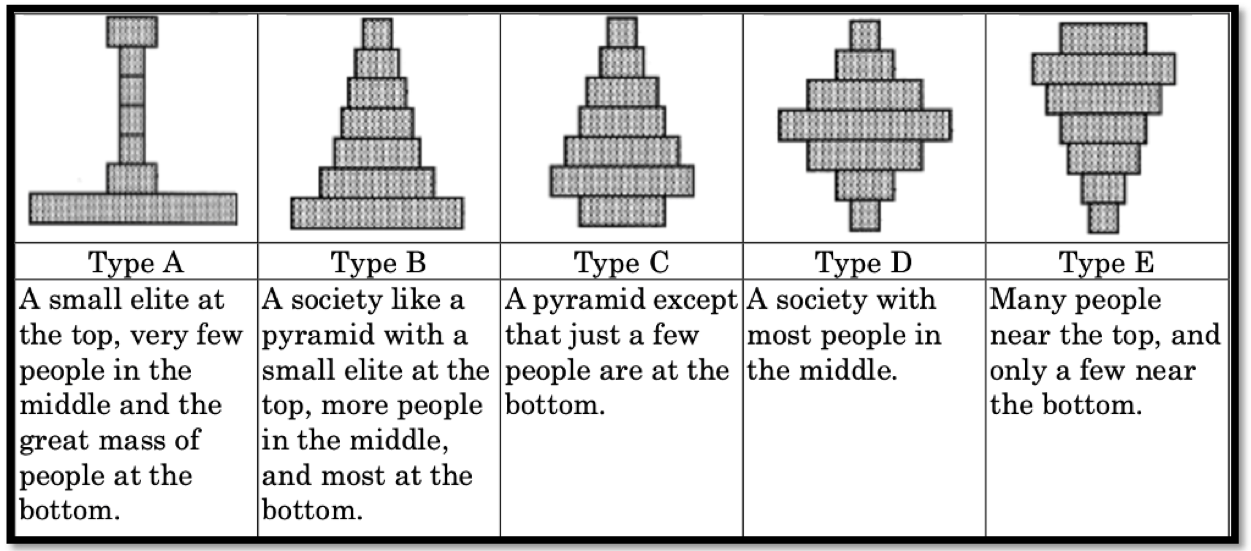 Type A
Type B
Type C
Type D
Type E
A small elite at
the top, very few
people in the
middle and the
great mass of
people at the
bottom.
A society like a
pyramid with a
small elite at the
top, more people
in the middle,
and most at the
bottom.
A pyramid except
that just a few
people are at the
bottom.
A society with
most people in
the middle.
Many people
near the top, and
only a few near
the bottom.